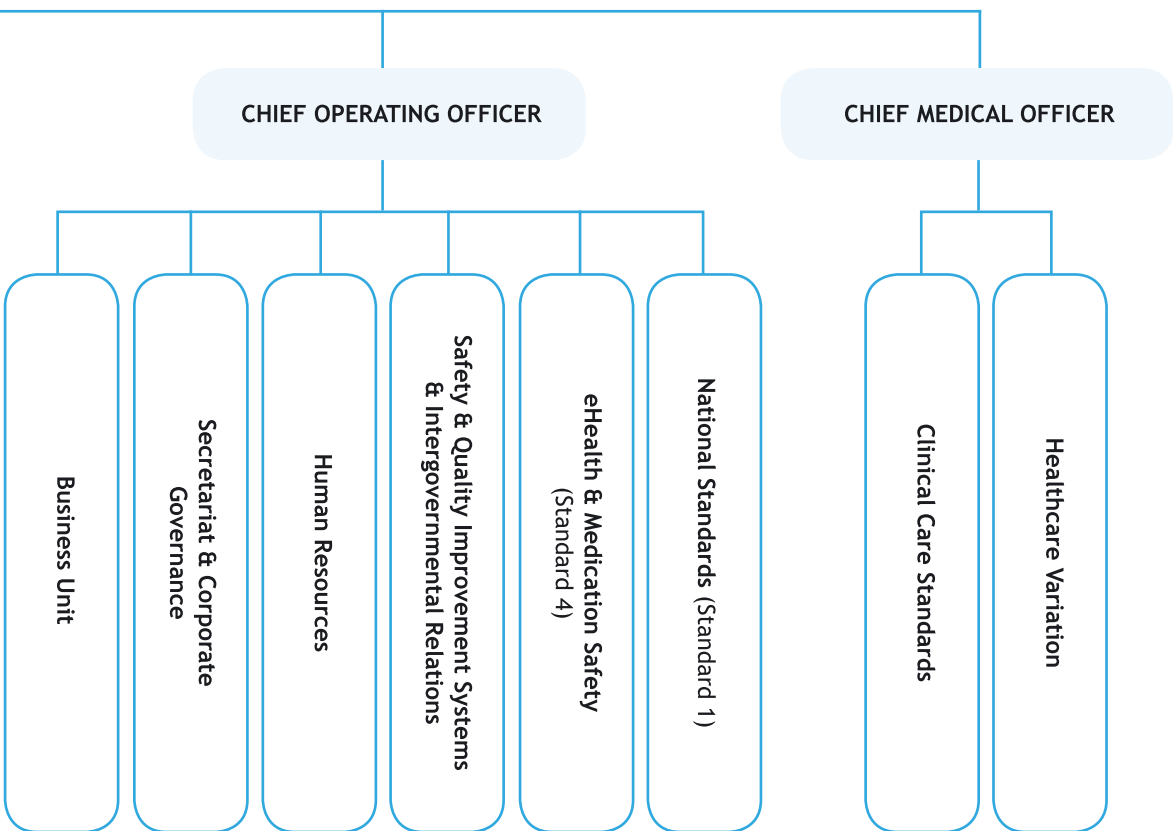 CHIEF OPERATING OFFICER
CHIEF MEDICAL OFFICER
Business Unit
Secretariat & Corporate
Governance
Human Resources
Safety & Quality Improvement Systems
& Intergovernmental Relations
eHealth & Medication Safety
(Standard 4)
National Standards (Standard 1)
Clinical Care Standards
Healthcare Variation